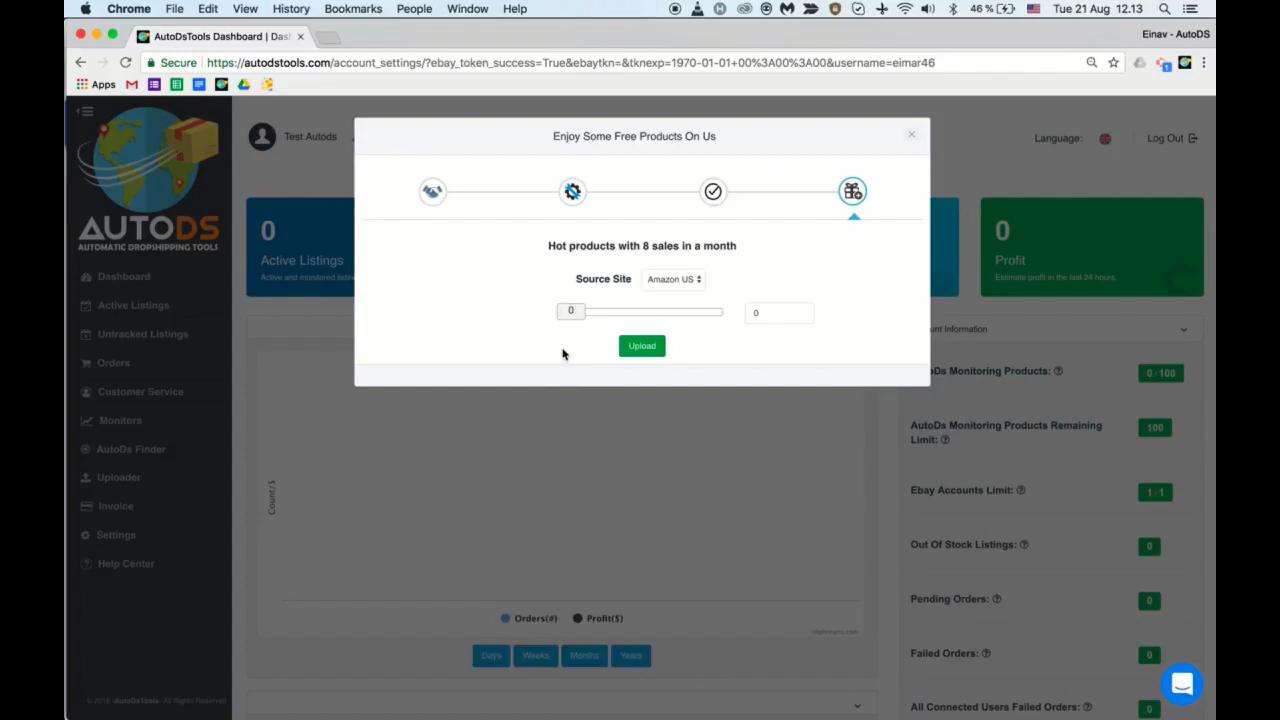 Chrome File Edit View History Bookmarks People Window Help 46 % Tue 21 Aug 12.13
AutoDsTools Dashboard | Das Einav - AutoDS
Secure https://autodstools.com/account_settings/?ebay_token_success=True&ebaytkn=&tknexp=1970-01-01+00%3A00%3A00&username=eimar46
Apps
AUTODS
AUTOMATIC DROPSHIPPING TOOLS
Dashboard
Active Listings
Untracked Listings
Orders
Customer Service
Monitors
AutoDs Finder
Uploader
Invoice
Settings
Help Center
© 2016 -AutoDsTools- All Rights Reserved
Test Autods
Language:
Log Out
0
Active Listings
Active and monitored listin
0
Profit
Estimate profit in the last 24 hours.
Enjoy Some Free Products On Us
Hot products with 8 sales in a month
Source Site Amazon US
0 0
Upload
Count/$
Orders(#) Profit($)
Days Weeks Months Years
unt Information
Ds Monitoring Products: 0 / 100
AutoDs Monitoring Products Remaining
Limit: 100
Ebay Accounts Limit: 1 / 1
Out Of Stock Listings: 0
Pending Orders: 0
Failed Orders: 0
All Connected Users Failed Orders: 0